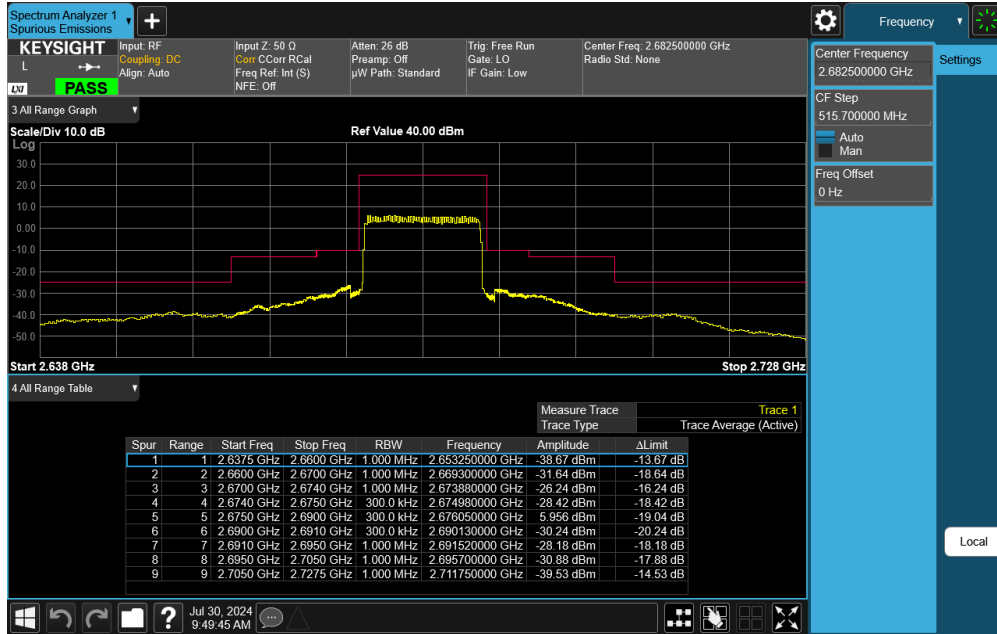 Spectrum Analyzer 1
Spurious Emissions
+
Frequency
KEYSIGHT
L
LXI
PASS
Input: RF
Coupling: DC
Align: Auto
Input Z: 50 Ω
Corr CCorr RCal
Freq Ref: Int (S)
NFE: Off
Atten: 26 dB
Preamp: Off
µW Path: Standard
Trig: Free Run
Gate: LO
IF Gain: Low
Center Freq: 2.682500000 GHz
Radio Std: None
Center Frequency
2.682500000 GHz
Settings
CF Step
515.700000 MHz
Auto
Man
Freq Offset
0 Hz
Local
3 All Range Graph
Scale/Div 10.0 dB
Ref Value 40.00 dBm
Log
30.0
20.0
10.0
0.00
-10.0
-20.0
-30.0
-40.0
-50.0
Start 2.638 GHz
Stop 2.728 GHz
4 All Range Table
Measure Trace Trace 1
Trace Type Trace Average (Active)
Spur Range Start Freq Stop Freq RBW Frequency Amplitude ΔLimit
1 1 2.6375 GHz 2.6600 GHz 1.000 MHz 2.653250000 GHz -38.67 dBm -13.67 dB
2 2 2.6600 GHz 2.6700 GHz 1.000 MHz 2.669300000 GHz -31.64 dBm -18.64 dB
3 3 2.6700 GHz 2.6740 GHz 1.000 MHz 2.673880000 GHz -26.24 dBm -16.24 dB
4 4 2.6740 GHz 2.6750 GHz 300.0 kHz 2.674980000 GHz -28.42 dBm -18.42 dB
5 5 2.6750 GHz 2.6900 GHz 300.0 kHz 2.676050000 GHz 5.956 dBm -19.04 dB
6 6 2.6900 GHz 2.6910 GHz 300.0 kHz 2.690130000 GHz -30.24 dBm -20.24 dB
7 7 2.6910 GHz 2.6950 GHz 1.000 MHz 2.691520000 GHz -28.18 dBm -18.18 dB
8 8 2.6950 GHz 2.7050 GHz 1.000 MHz 2.695700000 GHz -30.88 dBm -17.88 dB
9 9 2.7050 GHz 2.7275 GHz 1.000 MHz 2.711750000 GHz -39.53 dBm -14.53 dB
?
Jul 30, 2024
9:49:45 AM